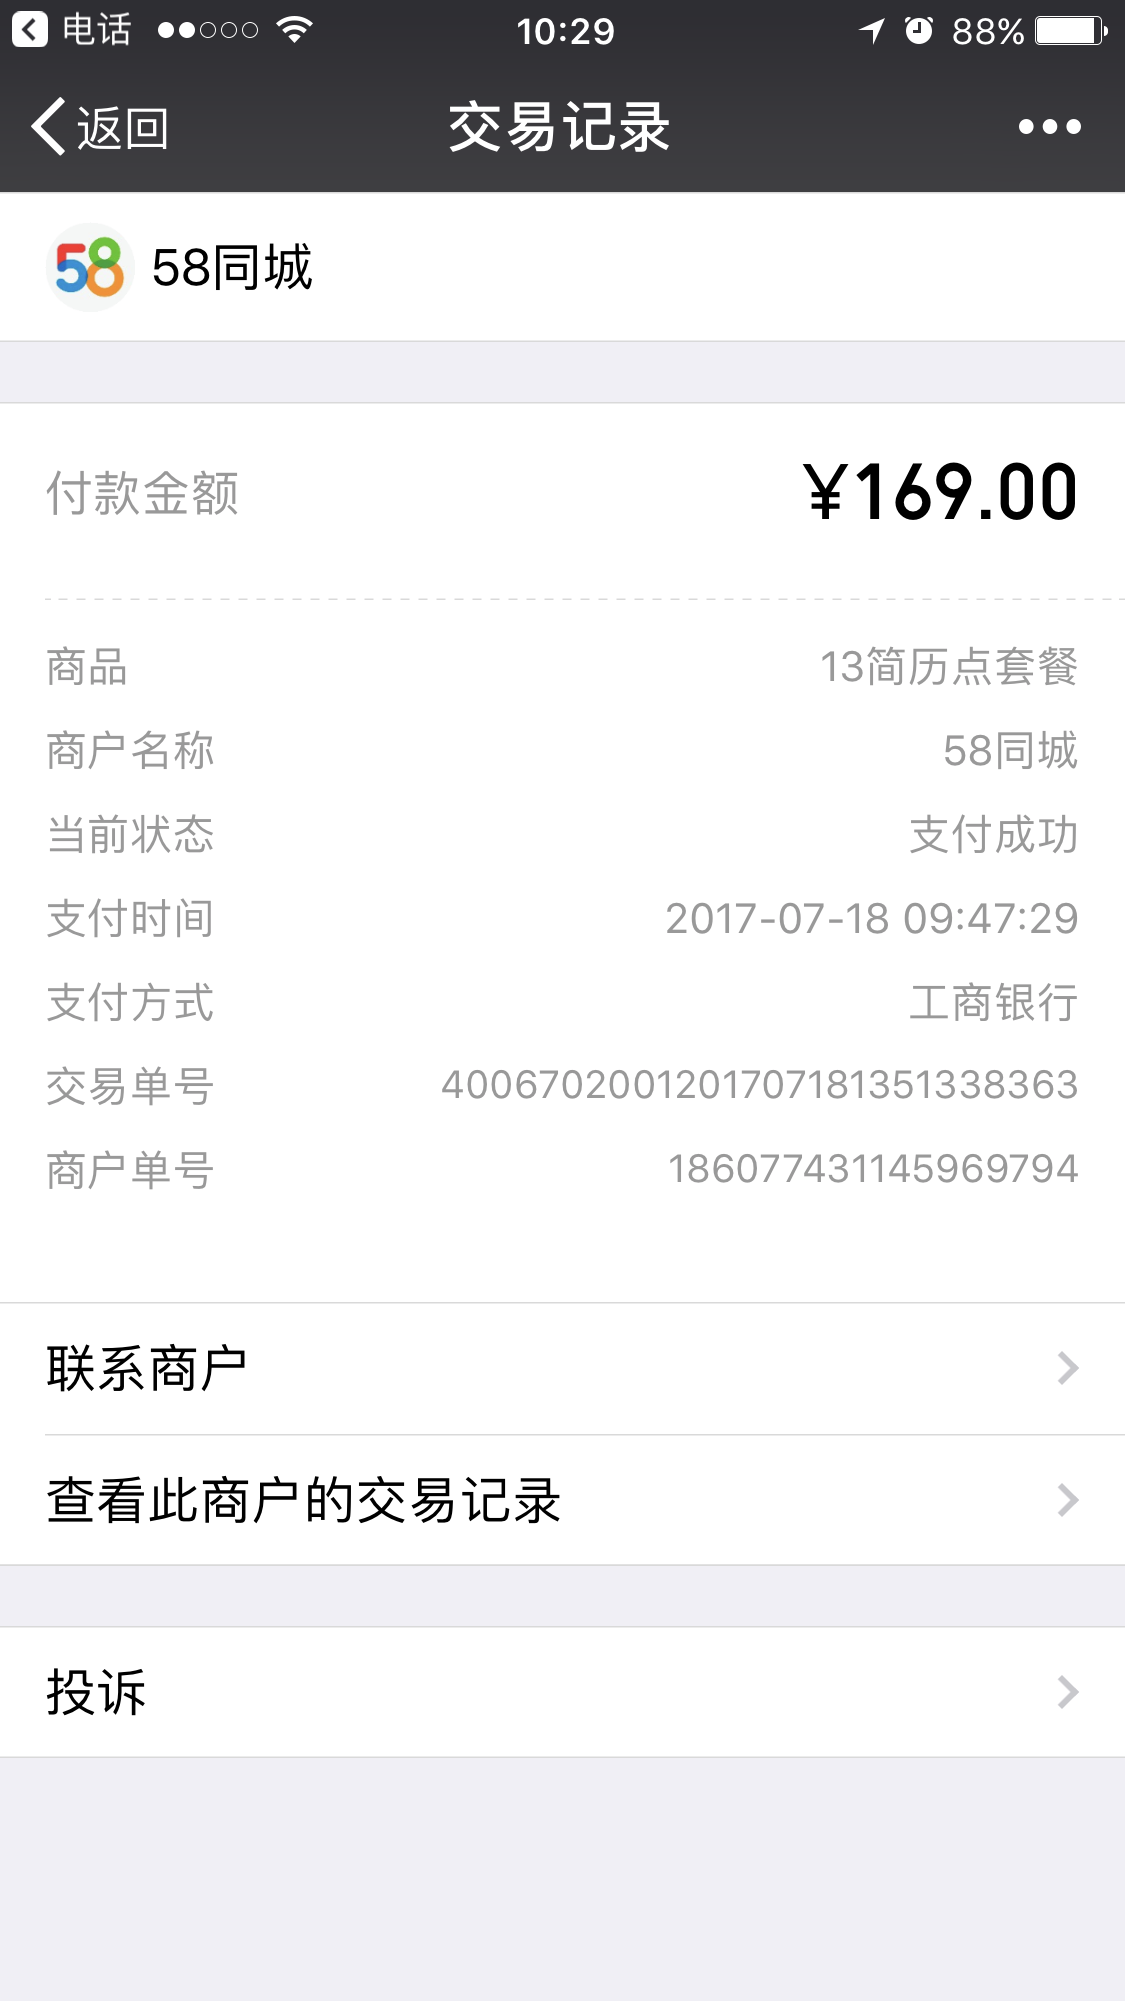 电话 10:29 88%
返回 交易记录
58 58同城
付款金额 ¥169.00
商品 13简历点套餐
商户名称 58同城
当前状态 支付成功
支付时间 2017-07-18 09:47:29
支付方式 工商银行
交易单号 4006702001201707181351338363
商户单号 186077431145969794
联系商户
查看此商户的交易记录
投诉